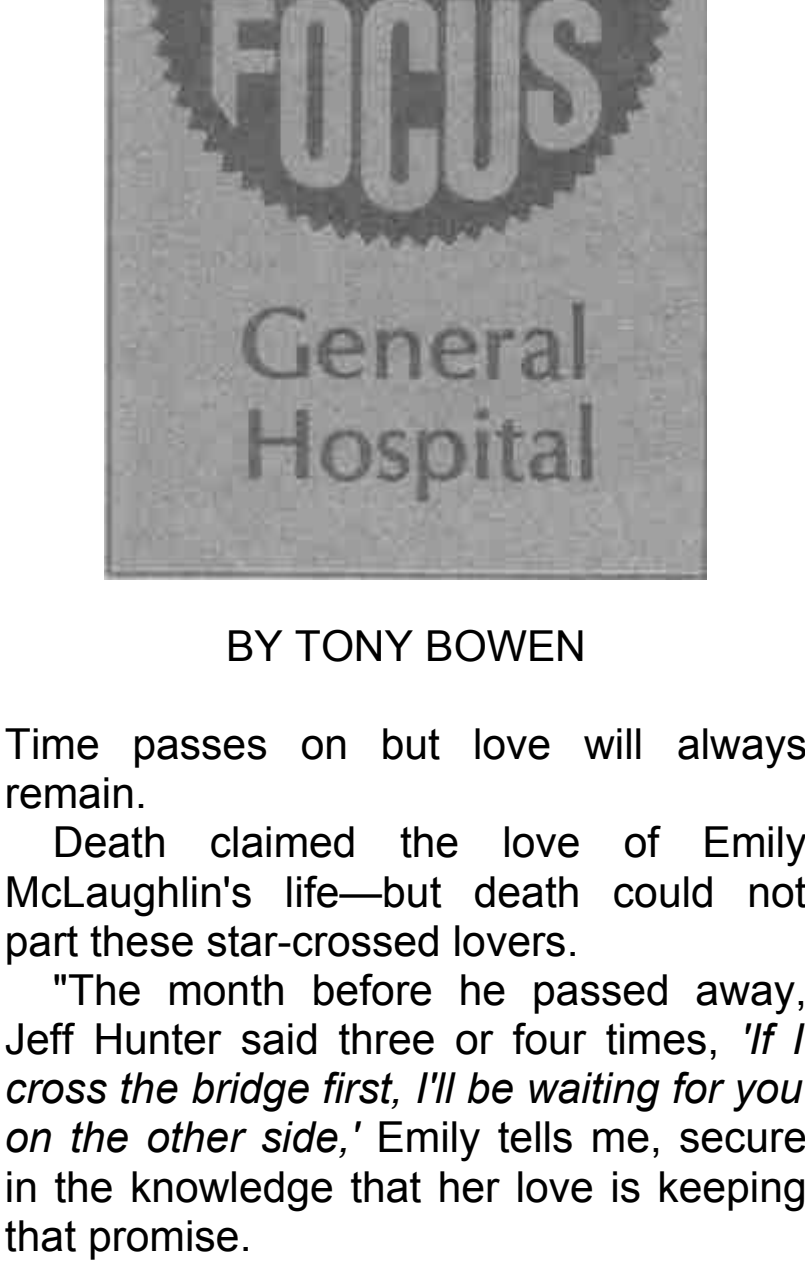 FOCUS
General
Hospital
BY TONY BOWEN
Time passes on but love will always
remain.
Death claimed the love of Emily
McLaughlin's life—but death could not
part these star-crossed lovers.
"The month before he passed away,
Jeff Hunter said three or four times, 'If I
cross the bridge first, I'll be waiting for you
on the other side,' Emily tells me, secure
in the knowledge that her love is keeping
that promise.